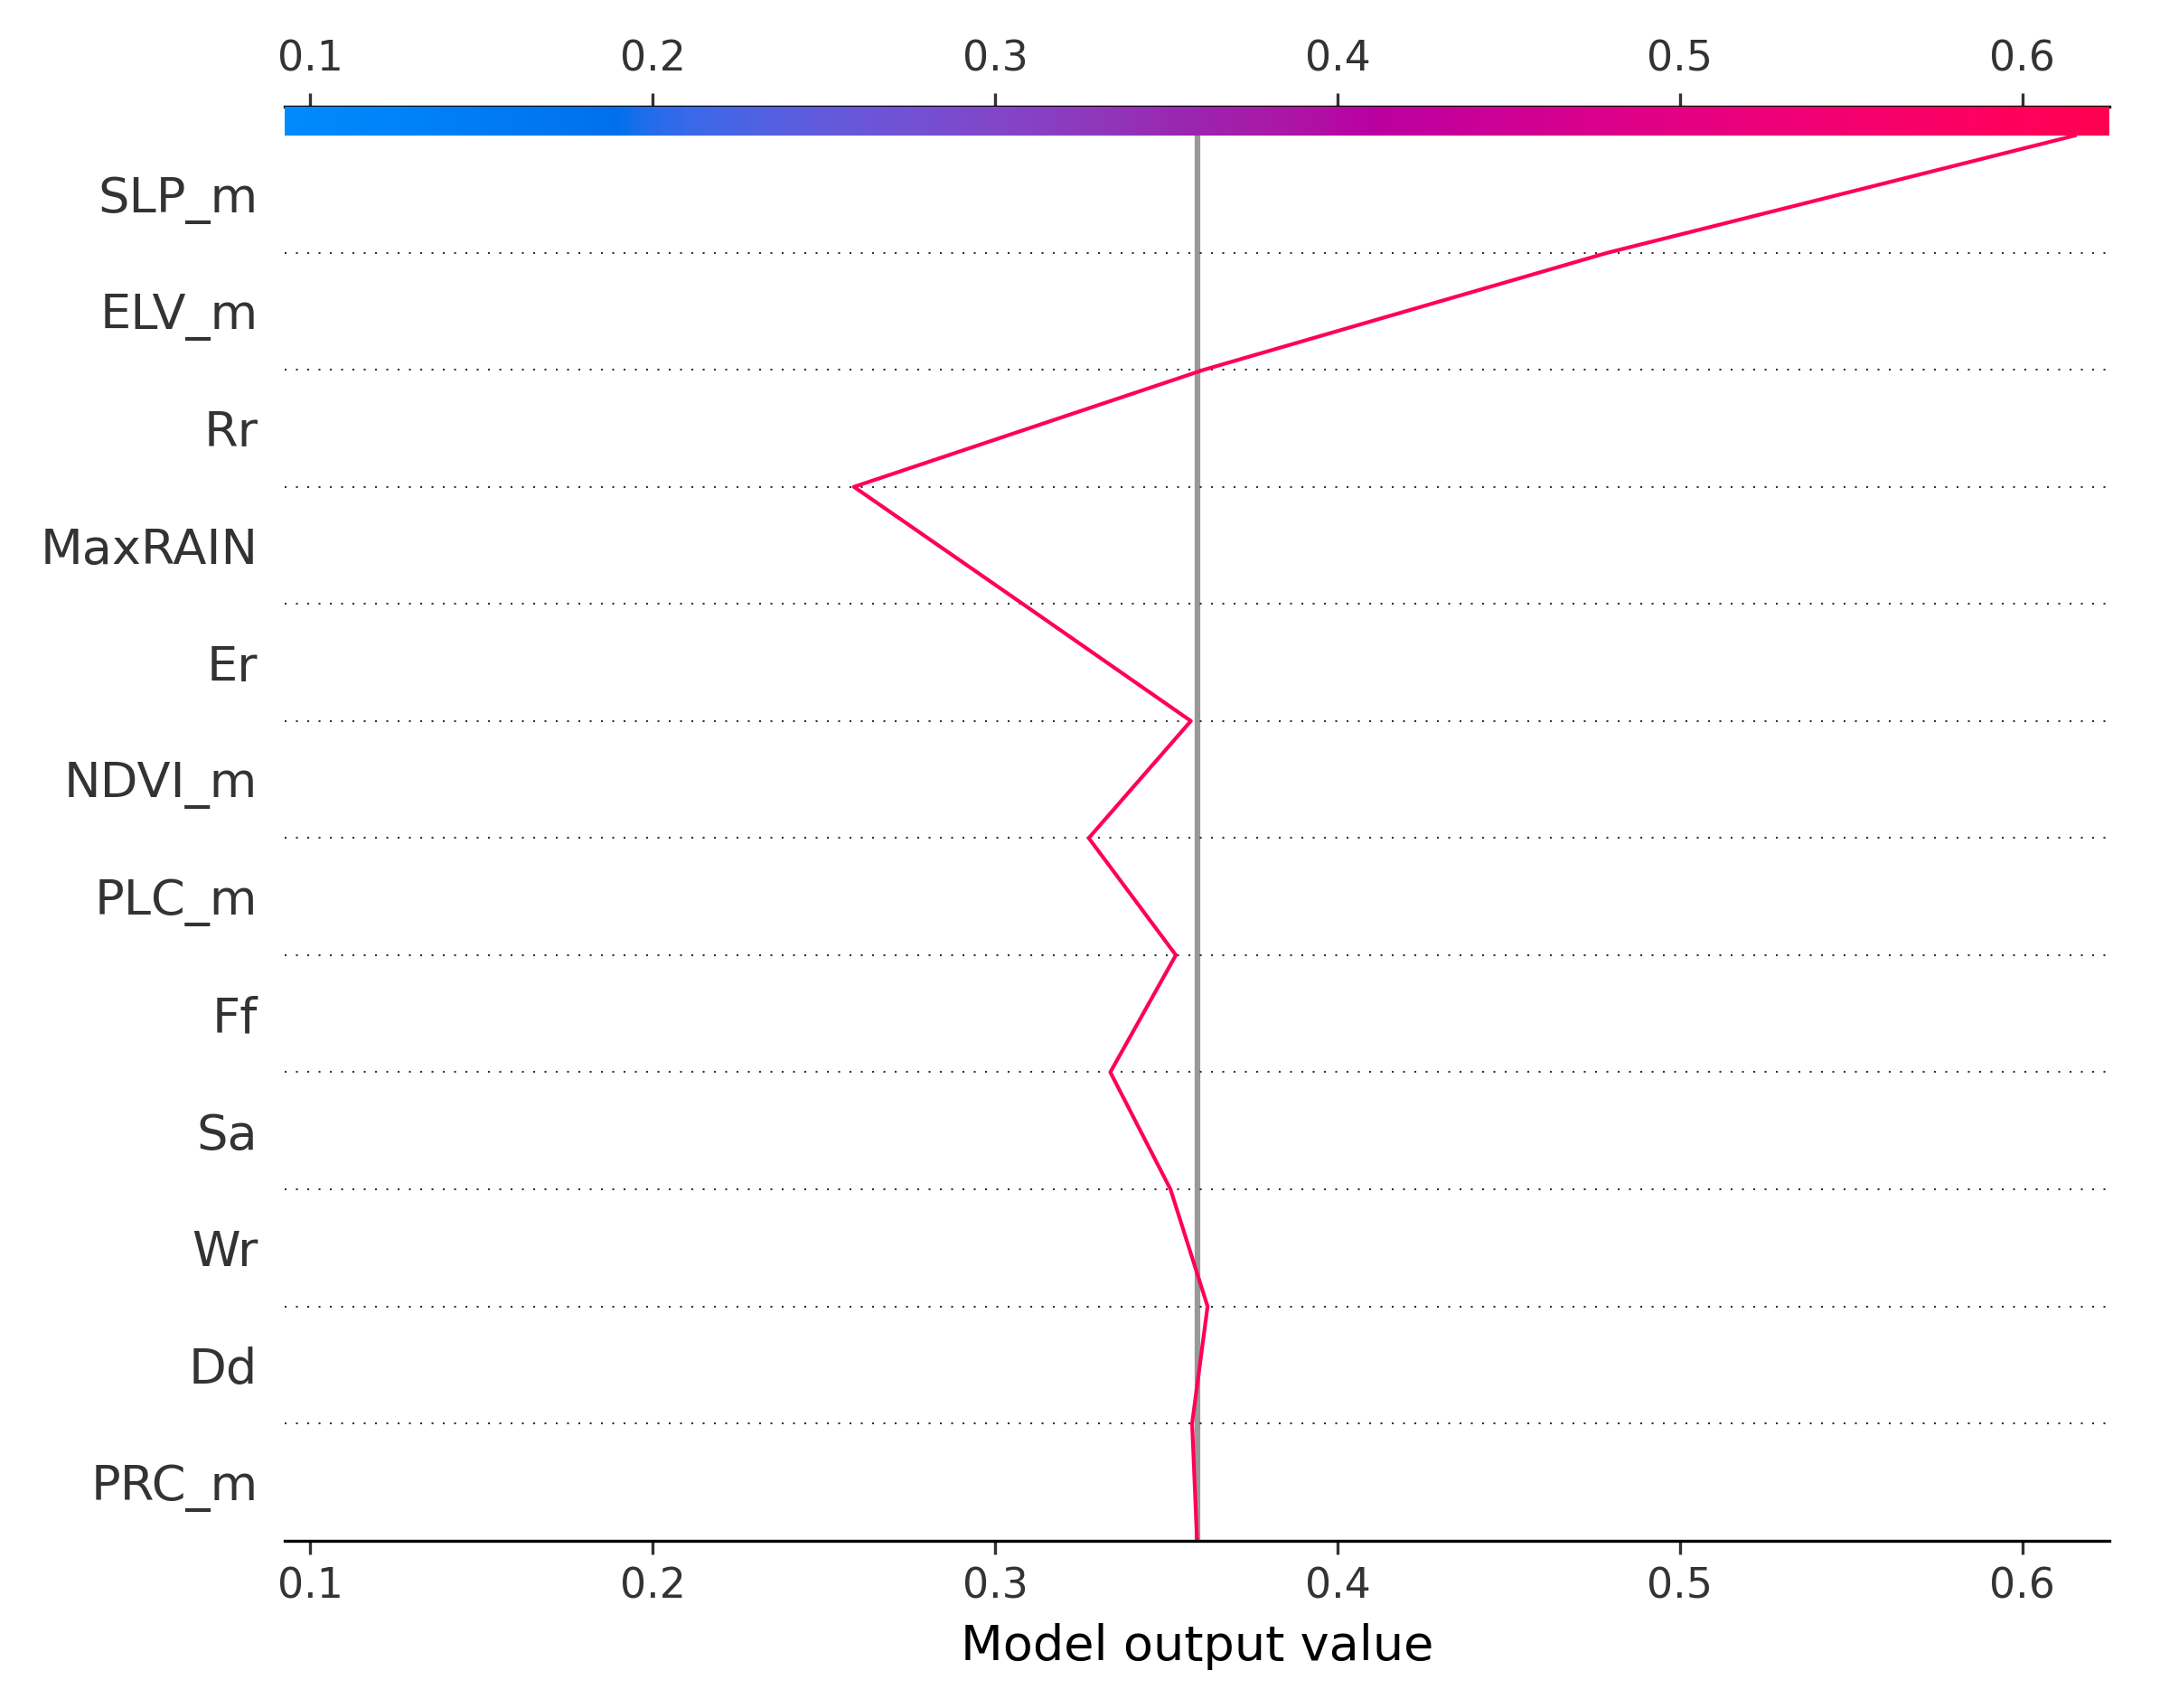 0.1 0.2 0.3 0.4 0.5 0.6
SLP_m
ELV_m
Rr
MaxRAIN
Er
NDVI_m
PLC_m
Ff
Sa
Wr
Dd
PRC_m
0.1 0.2 0.3 0.4 0.5 0.6
Model output value